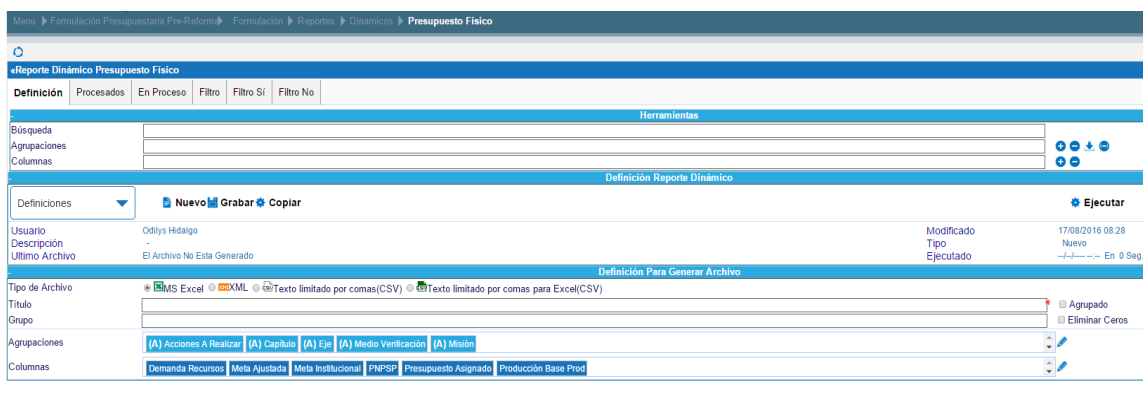 Menú Formulación Presupuestaria Pre-Reforma Formulación Reportes Dinamicos Presupuesto Fisico
«Reporte Dinámico Presupuesto Físico
Definición Procesados En Proceso Filtro Filtro Sí Filtro No
- Herramientas
Búsqueda
Agrupaciones
Columnas
- Definición Reporte Dinámico
Definiciones Nuevo Grabar Copiar Ejecutar
Usuario Odilys Hidalgo Modificado 17/08/2016 08:28
Descripción - Tipo Nuevo
Ultimo Archivo El Archivo No Esta Generado Ejecutado --/--/---- --:-- En 0 Seg.
- Definición Para Generar Archivo
Tipo de Archivo MS Excel XML Texto limitado por comas(CSV) Texto limitado por comas para Excel(CSV)
Título * Agrupado
Grupo Eliminar Ceros
Agrupaciones (A) Acciones A Realizar (A) Capítulo (A) Eje (A) Medio Verificación (A) Misión
Columnas Demanda Recursos Meta Ajustada Meta Institucional PNPSP Presupuesto Asignado Producción Base Prod